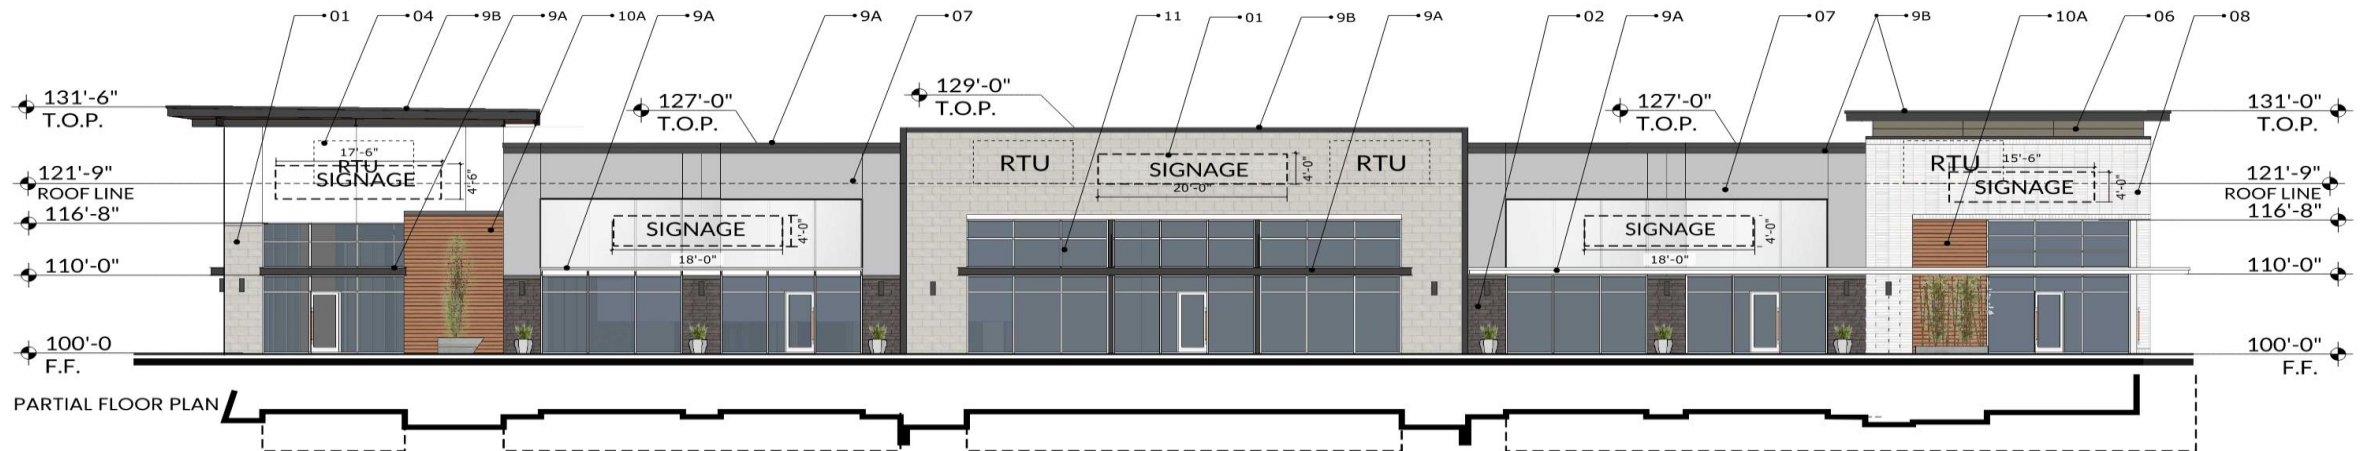 01 04 9B 9A 10A 9A 9A 07 11 01 9B 9A 02 9A 07 9B 10A 06 08
131'-6"
T.O.P.
127'-0"
T.O.P.
129'-0"
T.O.P.
127'-0"
T.O.P.
131'-0"
T.O.P.
17'-6"
RTU
SIGNAGE
4'-6"
RTU
SIGNAGE
4'-0"
20'-0"
RTU
RTU
15'-6"
SIGNAGE
4'-0"
121'-9"
ROOF LINE
121'-9"
ROOF LINE
116'-8"
116'-8"
SIGNAGE
4'-0"
18'-0"
SIGNAGE
4'-0"
18'-0"
110'-0"
110'-0"
100'-0
F.F.
100'-0"
F.F.
PARTIAL FLOOR PLAN